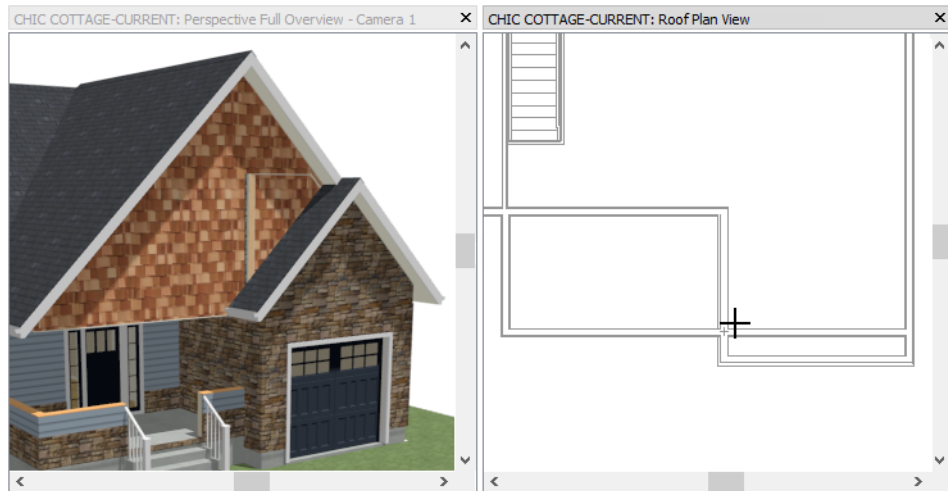 CHIC COTTAGE-CURRENT: Perspective Full Overview - Camera 1
CHIC COTTAGE-CURRENT: Roof Plan View